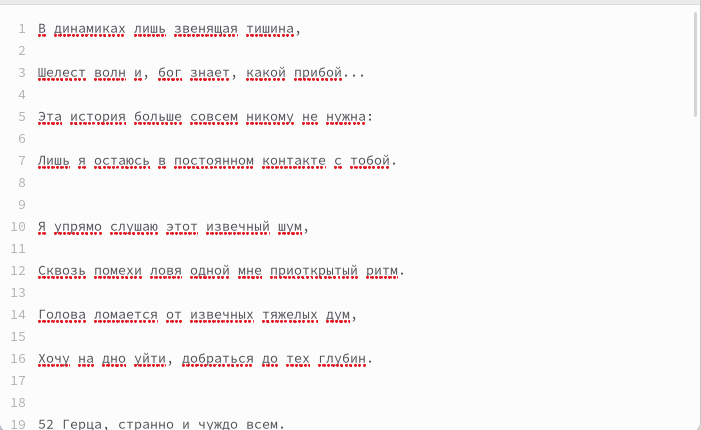 1 В динамиках лишь звенящая тишина,
2
3 Шелест волн и, бог знает, какой прибой...
4
5 Эта история больше совсем никому не нужна:
6
7 Лишь я остаюсь в постоянном контакте с тобой.
8
9
10 Я упрямо слушаю этот извечный шум,
11
12 Сквозь помехи ловя одной мне приоткрытый ритм.
13
14 Голова ломается от извечных тяжелых дум,
15
16 Хочу на дно уйти, добраться до тех глубин.
17
18
19 52 Герца, странно и чуждо всем.